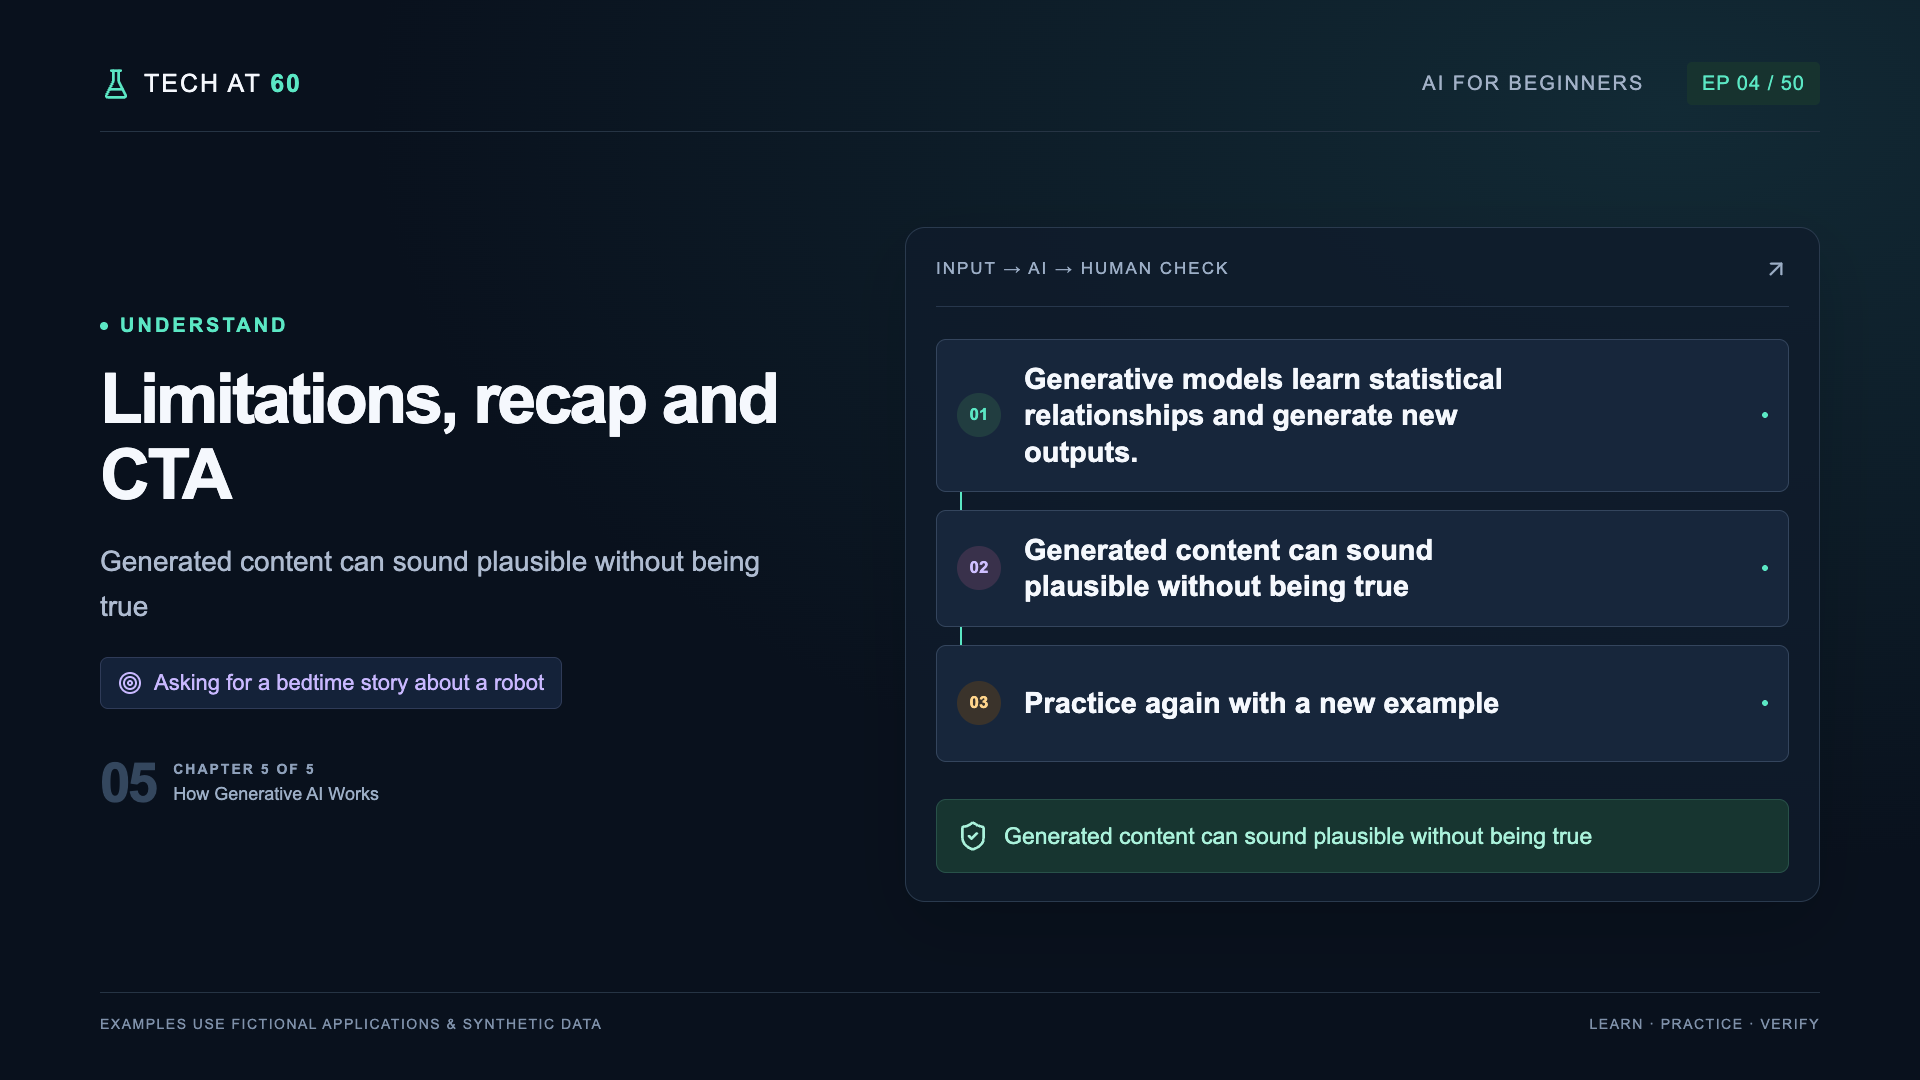 TECH AT 60
AI FOR BEGINNERS
EP 04 / 50
UNDERSTAND
Limitations, recap and
CTA
Generated content can sound plausible without being
true
Asking for a bedtime story about a robot
05
CHAPTER 5 OF 5
How Generative AI Works
INPUT → AI → HUMAN CHECK
01
Generative models learn statistical
relationships and generate new
outputs.
02
Generated content can sound
plausible without being true
03
Practice again with a new example
Generated content can sound plausible without being true
EXAMPLES USE FICTIONAL APPLICATIONS & SYNTHETIC DATA
LEARN · PRACTICE · VERIFY